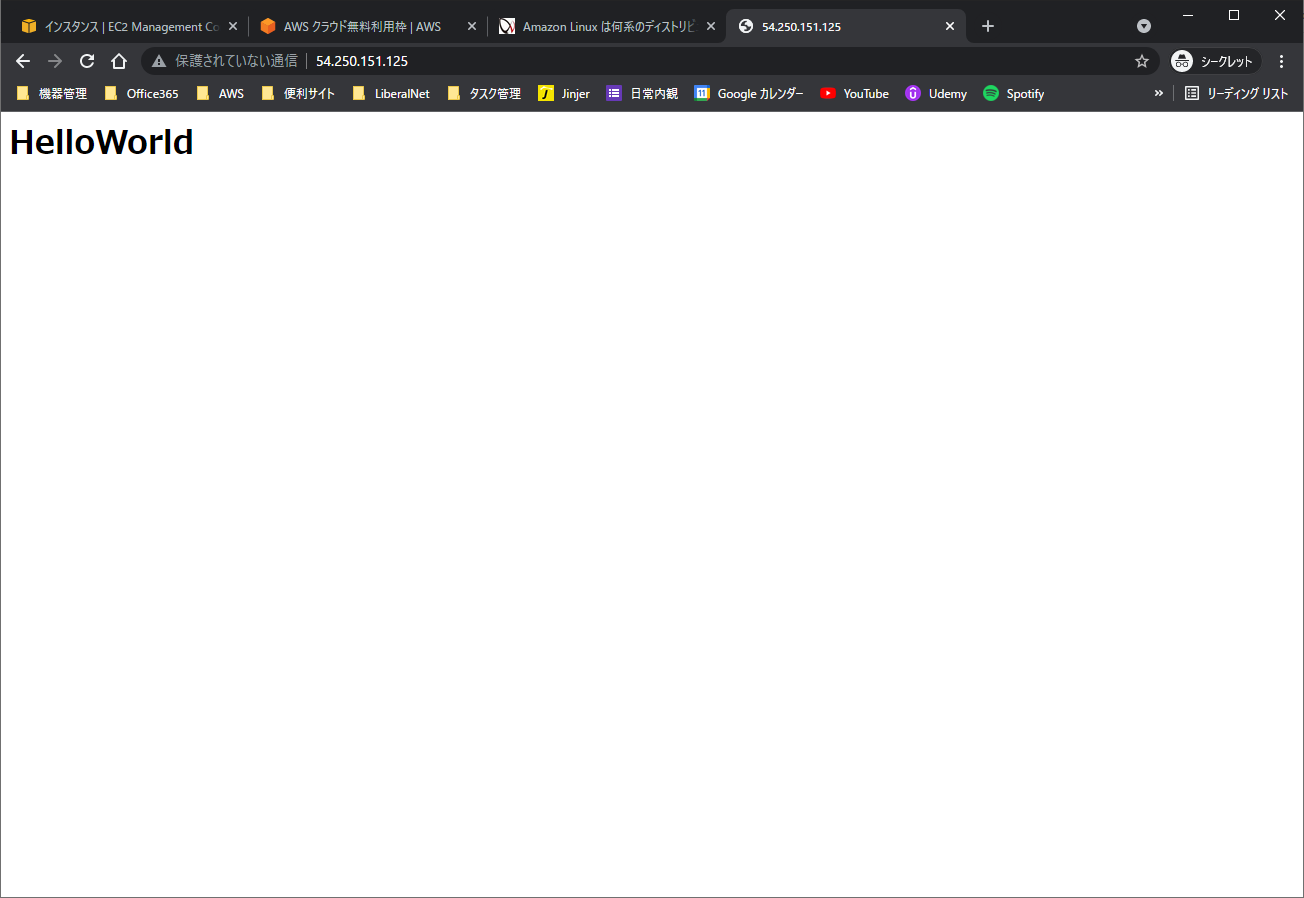 インスタンス | EC2 Management Co
AWS クラウド無料利用枠 | AWS
Amazon Linux は何系のディストリビ
54.250.151.125
保護されていない通信 54.250.151.125
シークレット
機器管理 Office365 AWS 便利サイト LiberalNet タスク管理 Jinjer 日常内観 11 Google カレンダー YouTube Udemy Spotify » リーディング リスト
HelloWorld